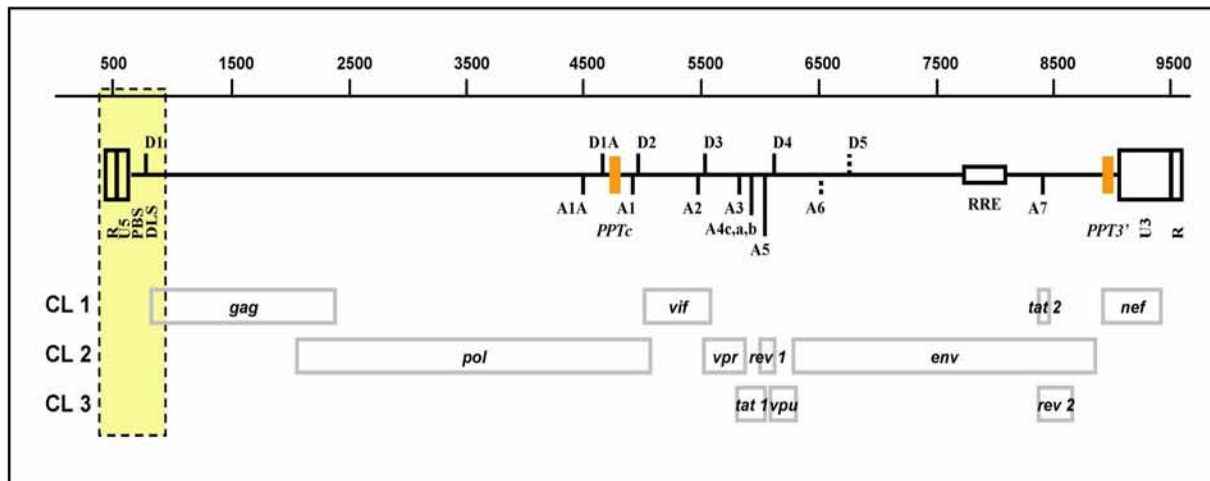 500 1500 2500 3500 4500 5500 6500 7500 8500 9500
D1 D1A D2 D3 D4 D5
A1A A1 A2 A3 A6 RRE A7
PPTc A4c,a,b PPT3'
A5
R
U5
PBS
DLS
U3
R
CL 1 gag vif tat 2 nef
CL 2 pol vpr rev 1 env
CL 3 tat 1 vpu rev 2